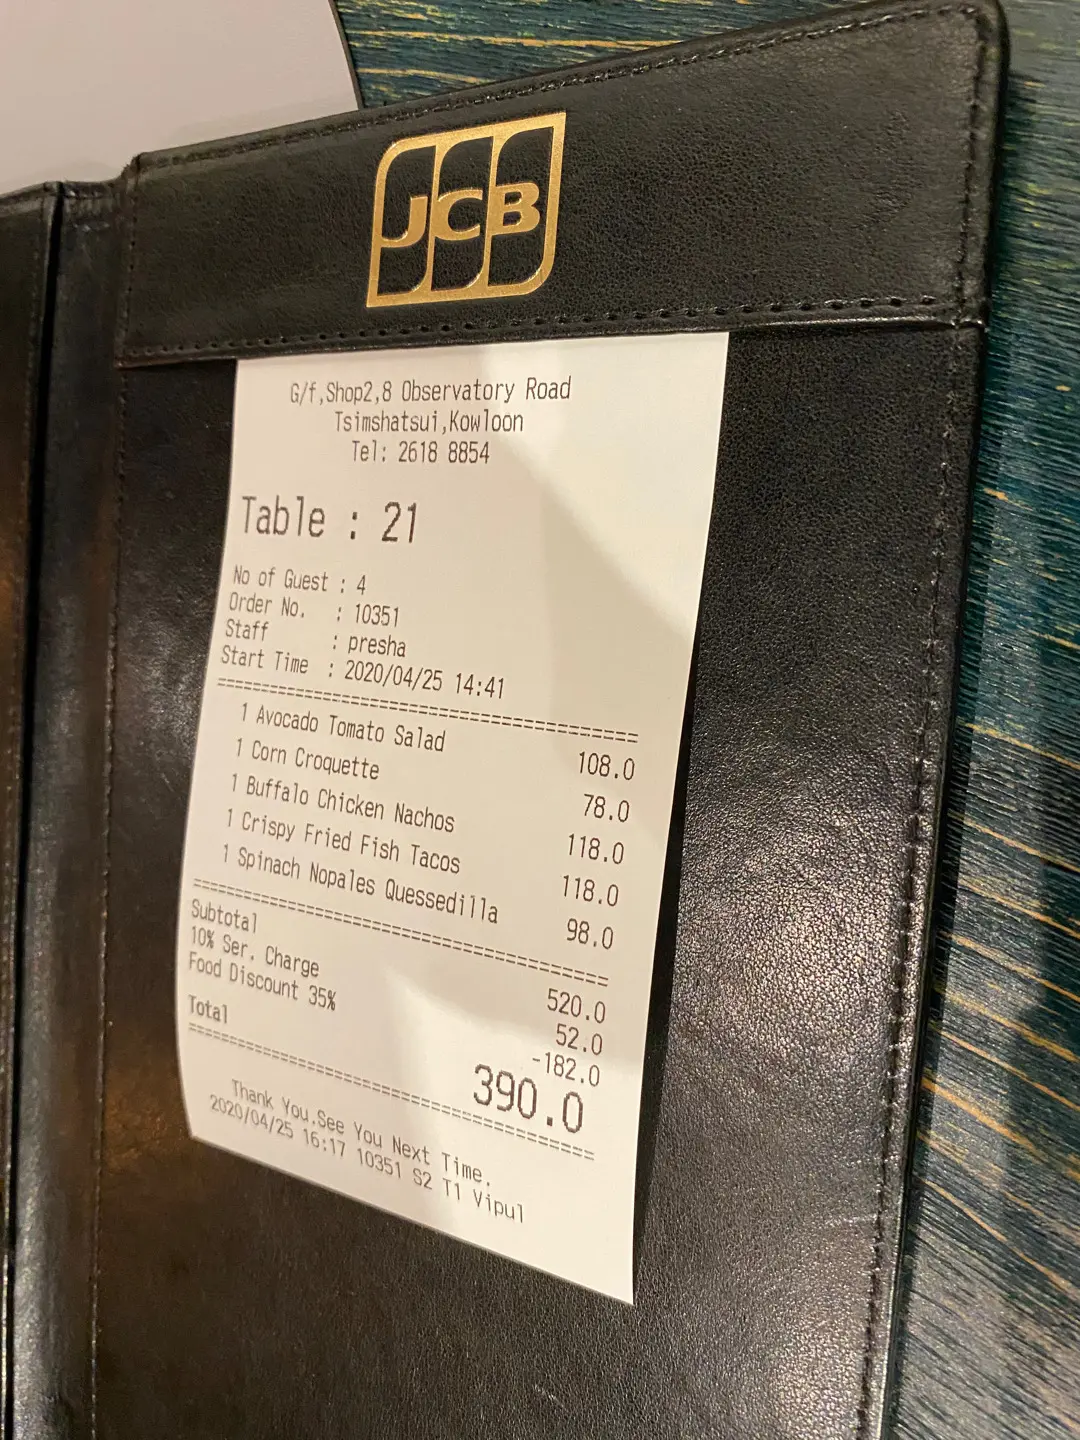 JCB
G/f,Shop2,8 Observatory Road
Tsimshatsui,Kowloon
Tel: 2618 8854
Table : 21
No of Guest : 4
Order No. : 10351
Staff : presha
Start Time : 2020/04/25 14:41
1 Avocado Tomato Salad 108.0
1 Corn Croquette 78.0
1 Buffalo Chicken Nachos 118.0
1 Crispy Fried Fish Tacos 118.0
1 Spinach Nopales Quessedilla 98.0
Subtotal 520.0
10% Ser. Charge 52.0
Food Discount 35% -182.0
Total 390.0
Thank You.See You Next Time.
2020/04/25 16:17 10351 S2 T1 Vipul